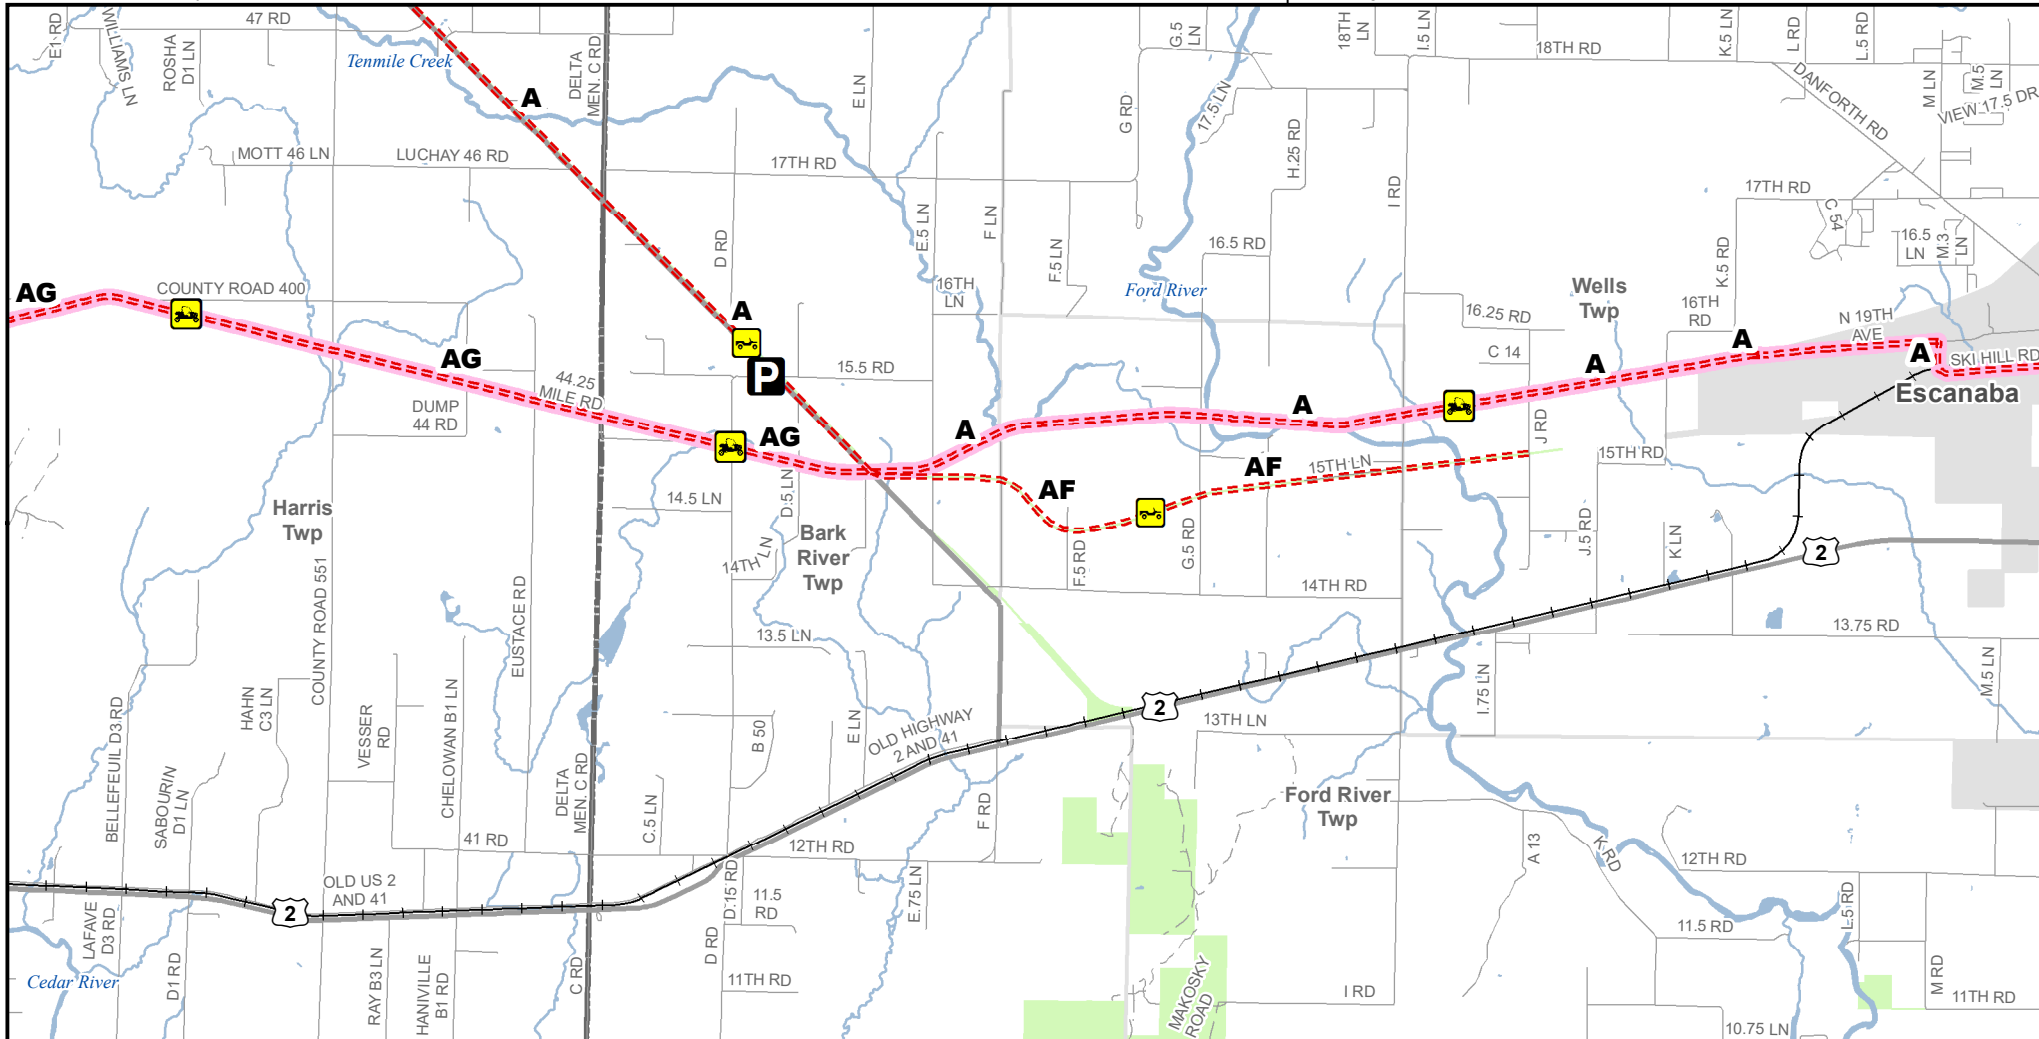 E1 RD
WILLIAMS LN
47 RD
ROSHA
D1 LN
Tenmile Creek
A
DELTA
MEN. C RD
E LN
G.5
LN
18TH
LN
I.5 LN
18TH RD
K.5 LN
L RD
L.5 RD
M LN
M.5
LN
DANFORTH RD
VIEW 17.5 DR
G RD
17.5 LN
H.25 RD
MOTT 46 LN
LUCHAY 46 RD
17TH RD
I RD
17TH RD
C 54
16.5
LN
M.3
LN
D RD
E.5 LN
F LN
F.5 LN
16.5 RD
K.5 RD
AG
COUNTY ROAD 400
16TH
LN
Ford River
Wells
Twp
16.25 RD
16TH
RD
N 19TH
AVE
A
P
AG
15.5 RD
C 14
A
A
A
SKI HILL RD
Escanaba
44.25
MILE RD
DUMP
44 RD
AG
A
A
J RD
15TH RD
AF
AF
15TH LN
14.5 LN
D.5 LN
Harris
Twp
Bark
River
Twp
14TH LN
F.5 RD
G.5 RD
J.5 RD
K LN
2
COUNTY ROAD 551
EUSTACE RD
14TH RD
13.5 LN
13.75 RD
BELLEFEUIL D3 RD
HAHN
C3 LN
VESSER
RD
CHELOWAN B1 LN
I.75 LN
M.5 LN
B 50
E LN
OLD HIGHWAY
2 AND 41
2
13TH LN
SABOURIN
D1 LN
DELTA
MEN. C RD
C.5 LN
F RD
Ford River
Twp
41 RD
12TH RD
A 13
K RD
12TH RD
OLD US 2
AND 41
2
D.15 RD
11.5
RD
E.75 LN
L.5 RD
11.5 RD
LAFAVE
D3 RD
Cedar River
D1 RD
RAY B3 LN
HANNIVILLE
B1 RD
C RD
D RD
11TH RD
MAKOSKY
ROAD
I RD
M RD
11TH RD
10.75 LN